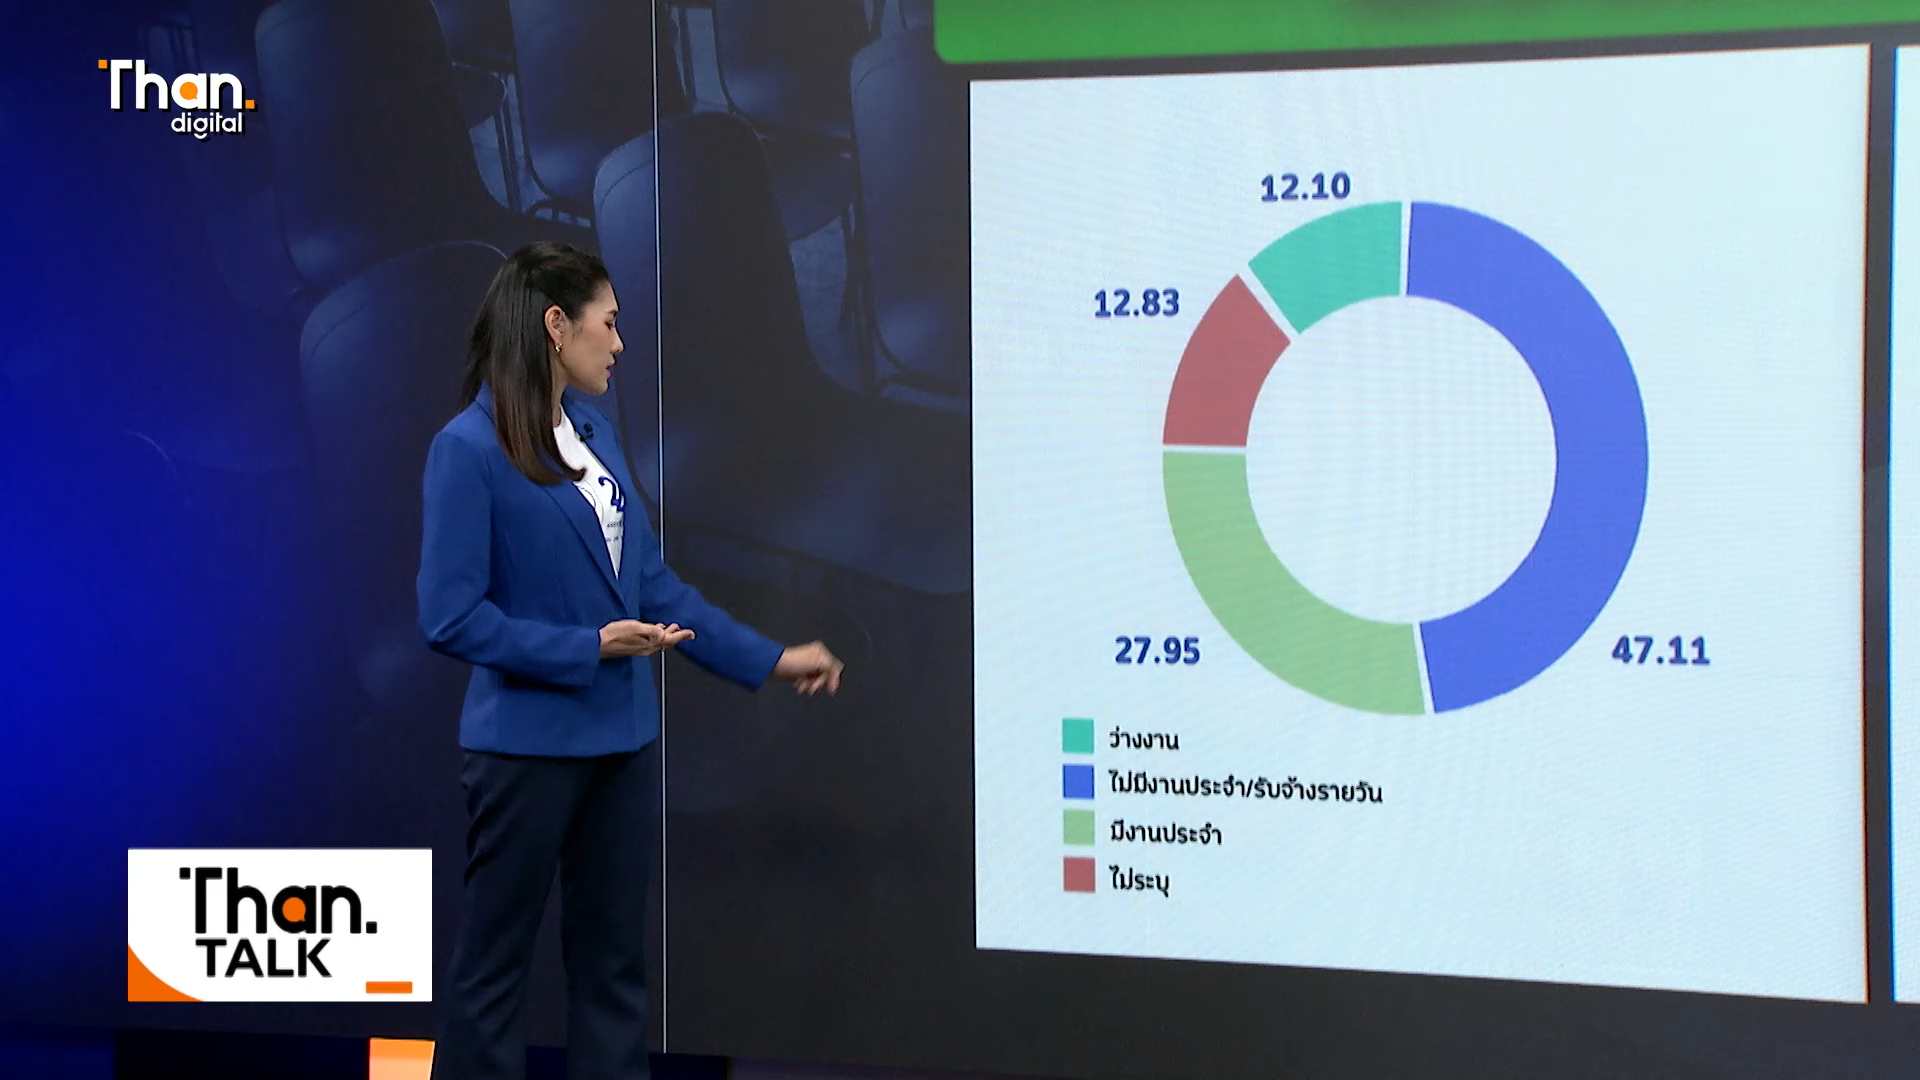 Than.
digital
12.10
12.83
27.95
47.11
ว่างงาน
ไม่มีงานประจำ/รับจ้างรายวัน
มีงานประจำ
ไม่ระบุ
Than.
TALK